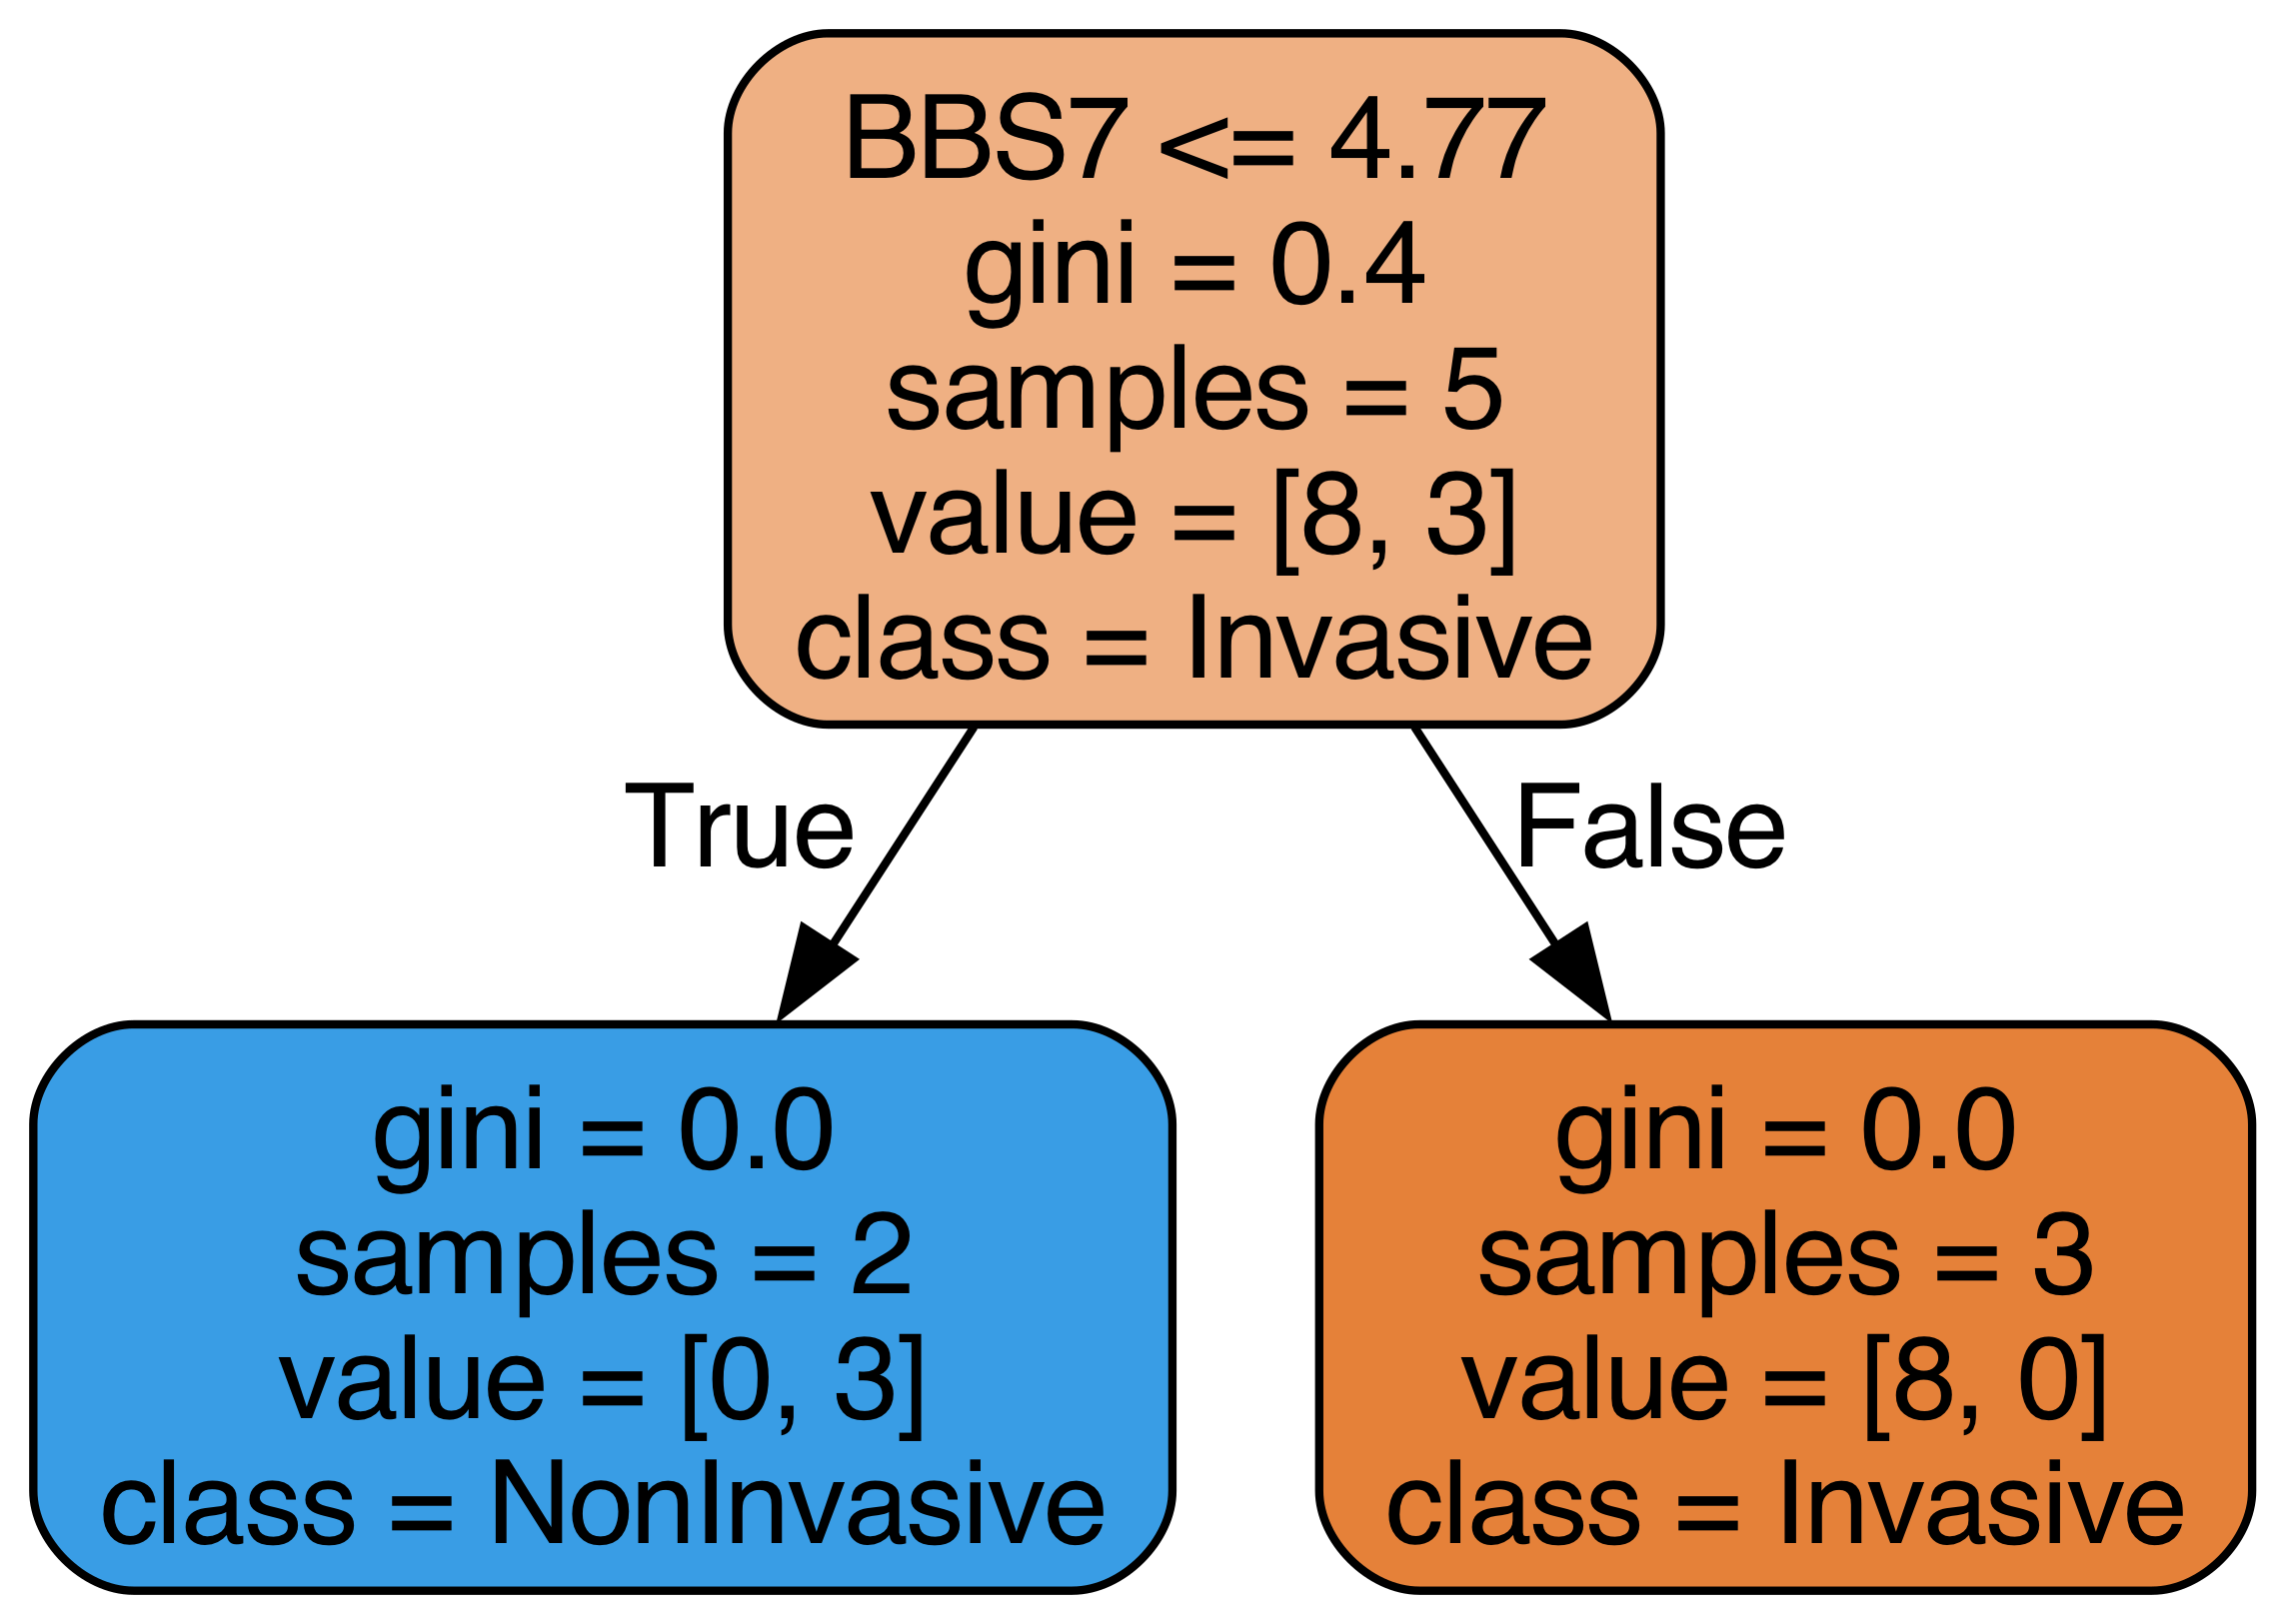 BBS7 <= 4.77
gini = 0.4
samples = 5
value = [8, 3]
class = Invasive
True
False
gini = 0.0
samples = 2
value = [0, 3]
class = NonInvasive
gini = 0.0
samples = 3
value = [8, 0]
class = Invasive